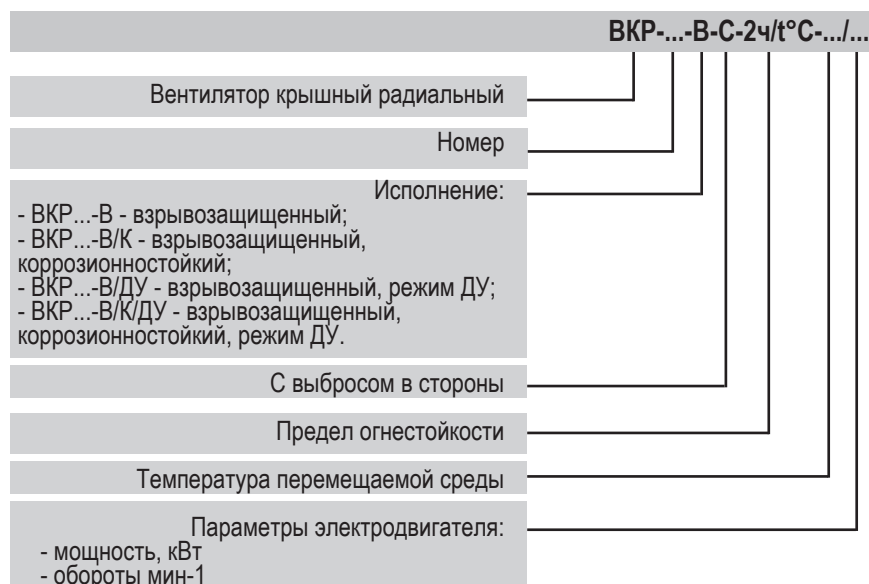 ВКР-...-В-С-2ч/t°С-.../...
Вентилятор крышный радиальный
Номер
Исполнение:
- ВКР...-В - взрывозащищенный;
- ВКР...-В/К - взрывозащищенный,
коррозионностойкий;
- ВКР...-В/ДУ - взрывозащищенный, режим ДУ;
- ВКР...-В/К/ДУ - взрывозащищенный,
коррозионностойкий, режим ДУ.
С выбросом в стороны
Предел огнестойкости
Температура перемещаемой среды
Параметры электродвигателя:
- мощность, кВт
- обороты мин-1